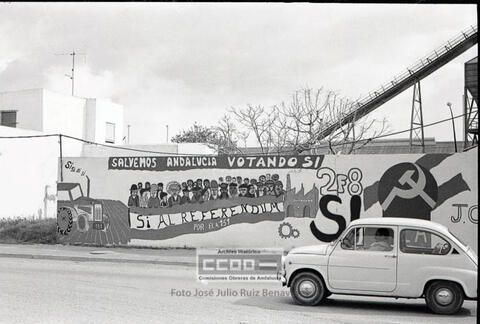 SALVEMOS ANDALUCIA VOTANDO SI
SI AL REFERENDUM
POR EL 151
2F8
SI
J.C
Archivo Histórico
CCOO
Comisiones Obreras de Andalucía
Foto José Julio Ruiz Benav